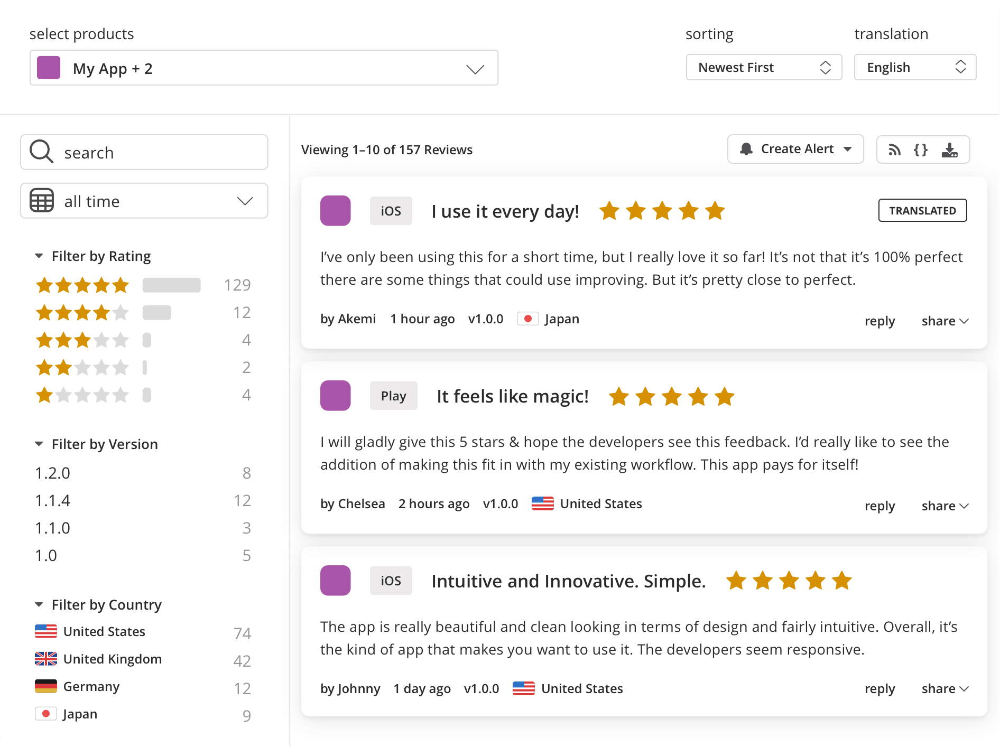 select products
My App + 2
sorting
Newest First
translation
English
search
all time
Filter by Rating
129
12
4
2
4
Filter by Version
1.2.0 8
1.1.4 12
1.1.0 3
1.0 5
Filter by Country
United States 74
United Kingdom 42
Germany 12
Japan 9
Viewing 1–10 of 157 Reviews
Create Alert
{}
iOS I use it every day! TRANSLATED
I’ve only been using this for a short time, but I really love it so far! It’s not that it’s 100% perfect
there are some things that could use improving. But it’s pretty close to perfect.
by Akemi 1 hour ago v1.0.0 Japan reply share
Play It feels like magic!
I will gladly give this 5 stars & hope the developers see this feedback. I’d really like to see the
addition of making this fit in with my existing workflow. This app pays for itself!
by Chelsea 2 hours ago v1.0.0 United States reply share
iOS Intuitive and Innovative. Simple.
The app is really beautiful and clean looking in terms of design and fairly intuitive. Overall, it’s
the kind of app that makes you want to use it. The developers seem responsive.
by Johnny 1 day ago v1.0.0 United States reply share